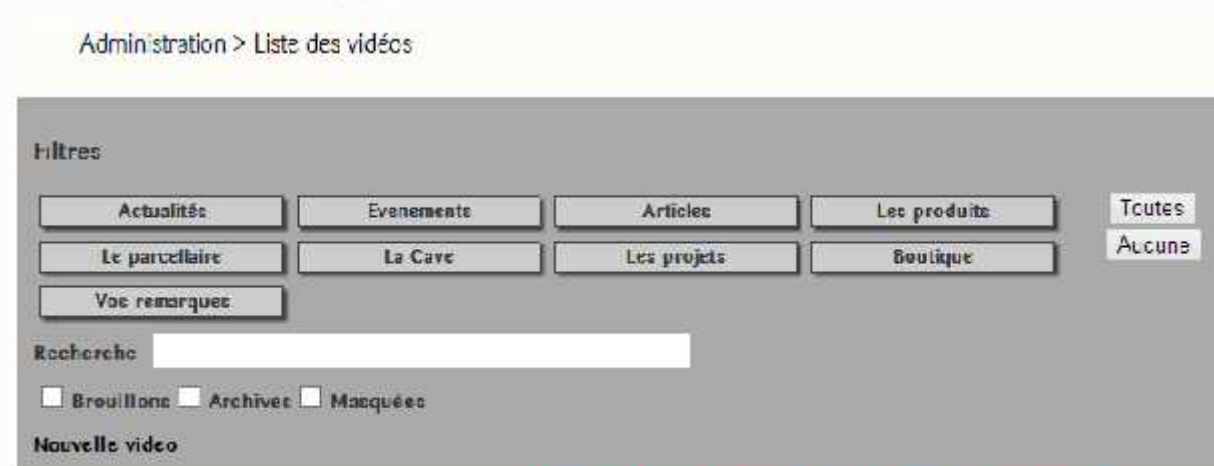 Administration > Liste des vidéos
Filtres
Actualités Evenements Articles Les produits Toutes
Le parcellaire La Cave Les projets Boutique Aucune
Vos remarques
Recherche
Brouillons Archives Masquées
Nouvelle video